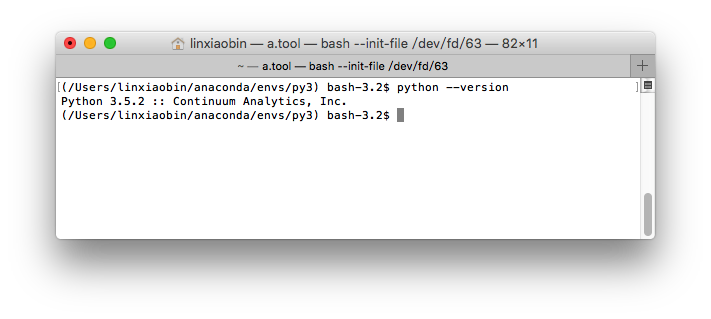 linxiaobin — a.tool — bash --init-file /dev/fd/63 — 82×11
~ — a.tool — bash --init-file /dev/fd/63
[(/Users/linxiaobin/anaconda/envs/py3) bash-3.2$ python --version ]
Python 3.5.2 :: Continuum Analytics, Inc.
(/Users/linxiaobin/anaconda/envs/py3) bash-3.2$